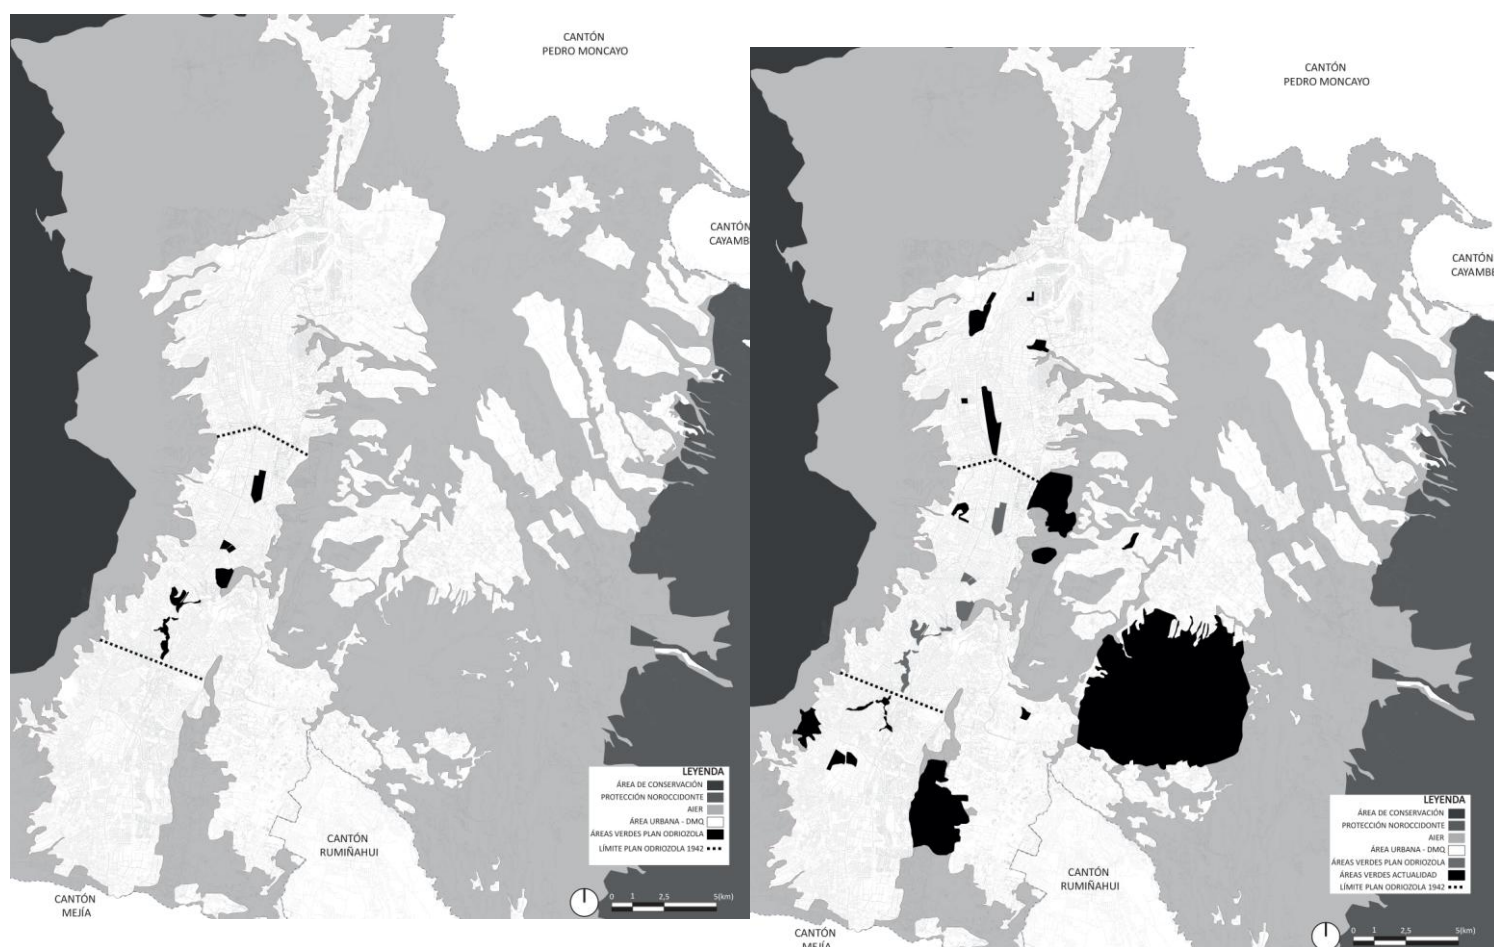 CANTÓN
PEDRO MONCAYO
CANTÓN
CAYAMB
LEYENDA
ÁREA DE CONSERVACIÓN
PROTECCIÓN NOROCCIDONTE
AIER
ÁREA URBANA - DMQ
ÁREAS VERDES PLAN ODRIOZOLA
LÍMITE PLAN ODRIOZOLA 1942
CANTÓN
RUMIÑAHUI
CANTÓN
MEJÍA
0 1 2,5 5(km)
CANTÓN
PEDRO MONCAYO
CANTÓN
CAYAMBE
LEYENDA
ÁREA DE CONSERVACIÓN
PROTECCIÓN NOROCCIDONTE
AIER
ÁREA URBANA - DMQ
ÁREAS VERDES PLAN ODRIOZOLA
ÁREAS VERDES ACTUALIDAD
LÍMITE PLAN ODRIOZOLA 1942
CANTÓN
RUMIÑAHUI
CANTÓN
MEJÍA
0 1 2,5 5(km)